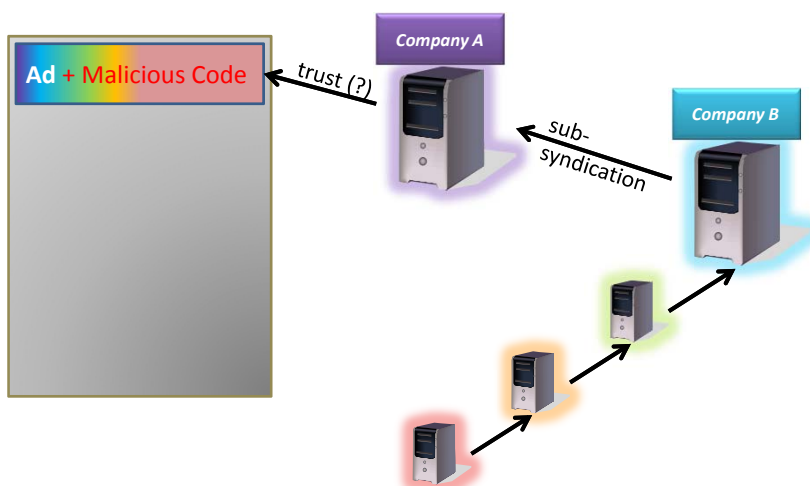 Company A
Ad + Malicious Code
trust (?)
Company B
sub-
syndication